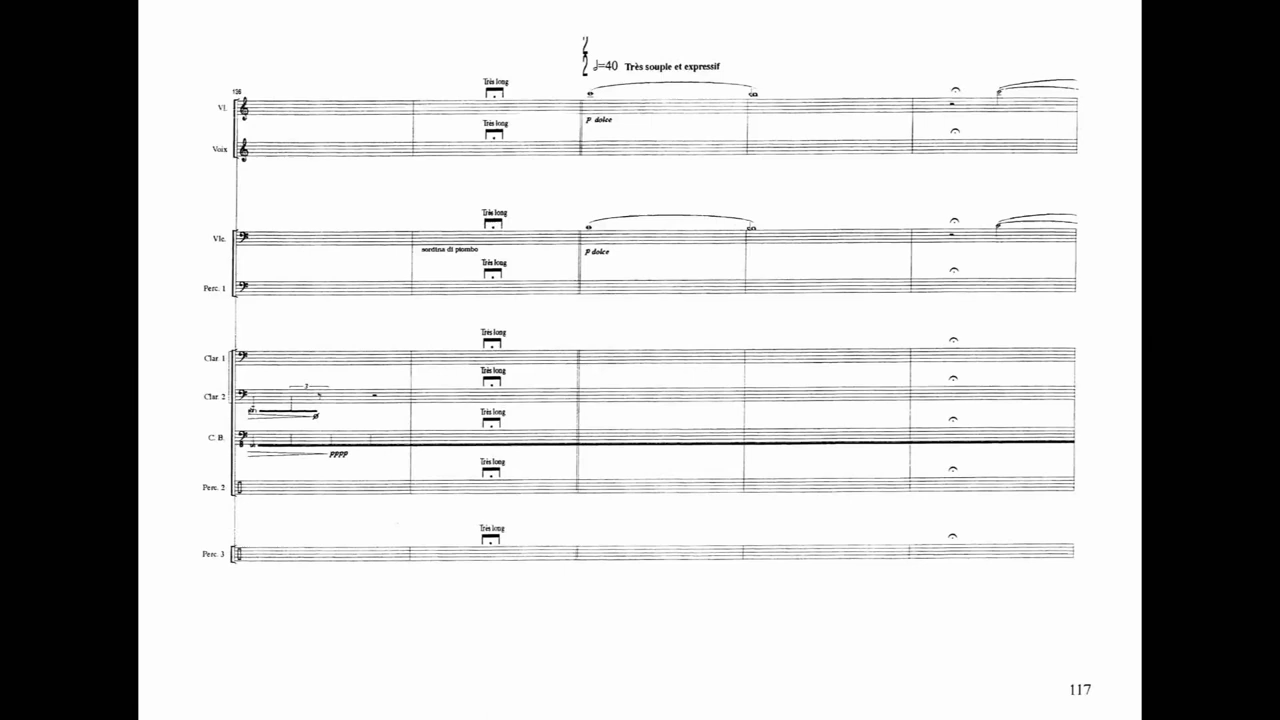 2
2 =40 Très souple et expressif
Très long
136
Vl.
p dolce
Très long
Voix
Très long
Vlc.
sordina di piombo
p dolce
Très long
Perc. 1
Très long
Clar. 1
Très long
3
Clar. 2
Très long
C. B.
pppp
Très long
Perc. 2
Très long
Perc. 3
117